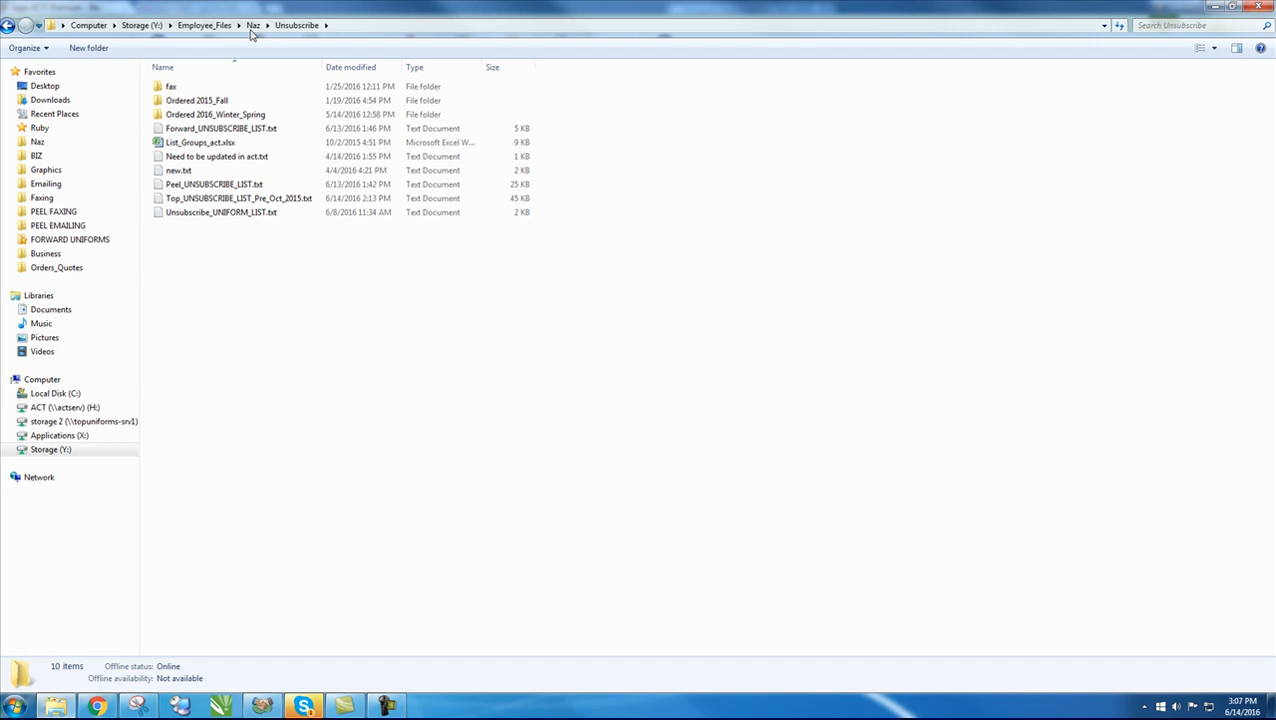 Computer Storage (Y:) Employee_Files Naz Unsubscribe Search Unsubscribe
Organize New folder
Name Date modified Type Size
Favorites
Desktop
Downloads
Recent Places
Ruby
Naz
BIZ
Graphics
Emailing
Faxing
PEEL FAXING
PEEL EMAILING
FORWARD UNIFORMS
Business
Orders_Quotes
Libraries
Documents
Music
Pictures
Videos
Computer
Local Disk (C:)
ACT (\\actserv) (H:)
storage 2 (\\topuniforms-srv1)
Applications (X:)
Storage (Y:)
Network
fax 1/25/2016 12:11 PM File folder
Ordered 2015_Fall 1/19/2016 4:54 PM File folder
Ordered 2016_Winter_Spring 5/14/2016 12:58 PM File folder
Forward_UNSUBSCRIBE_LIST.txt 6/13/2016 1:46 PM Text Document 5 KB
List_Groups_act.xlsx 10/2/2015 4:51 PM Microsoft Excel W... 9 KB
Need to be updated in act.txt 4/14/2016 1:55 PM Text Document 1 KB
new.txt 4/4/2016 4:21 PM Text Document 2 KB
Peel_UNSUBSCRIBE_LIST.txt 6/13/2016 1:42 PM Text Document 25 KB
Top_UNSUBSCRIBE_LIST_Pre_Oct_2015.txt 6/14/2016 2:13 PM Text Document 45 KB
Unsubscribe_UNIFORM_LIST.txt 6/8/2016 11:34 AM Text Document 2 KB
10 items Offline status: Online
Offline availability: Not available
3:07 PM
6/14/2016